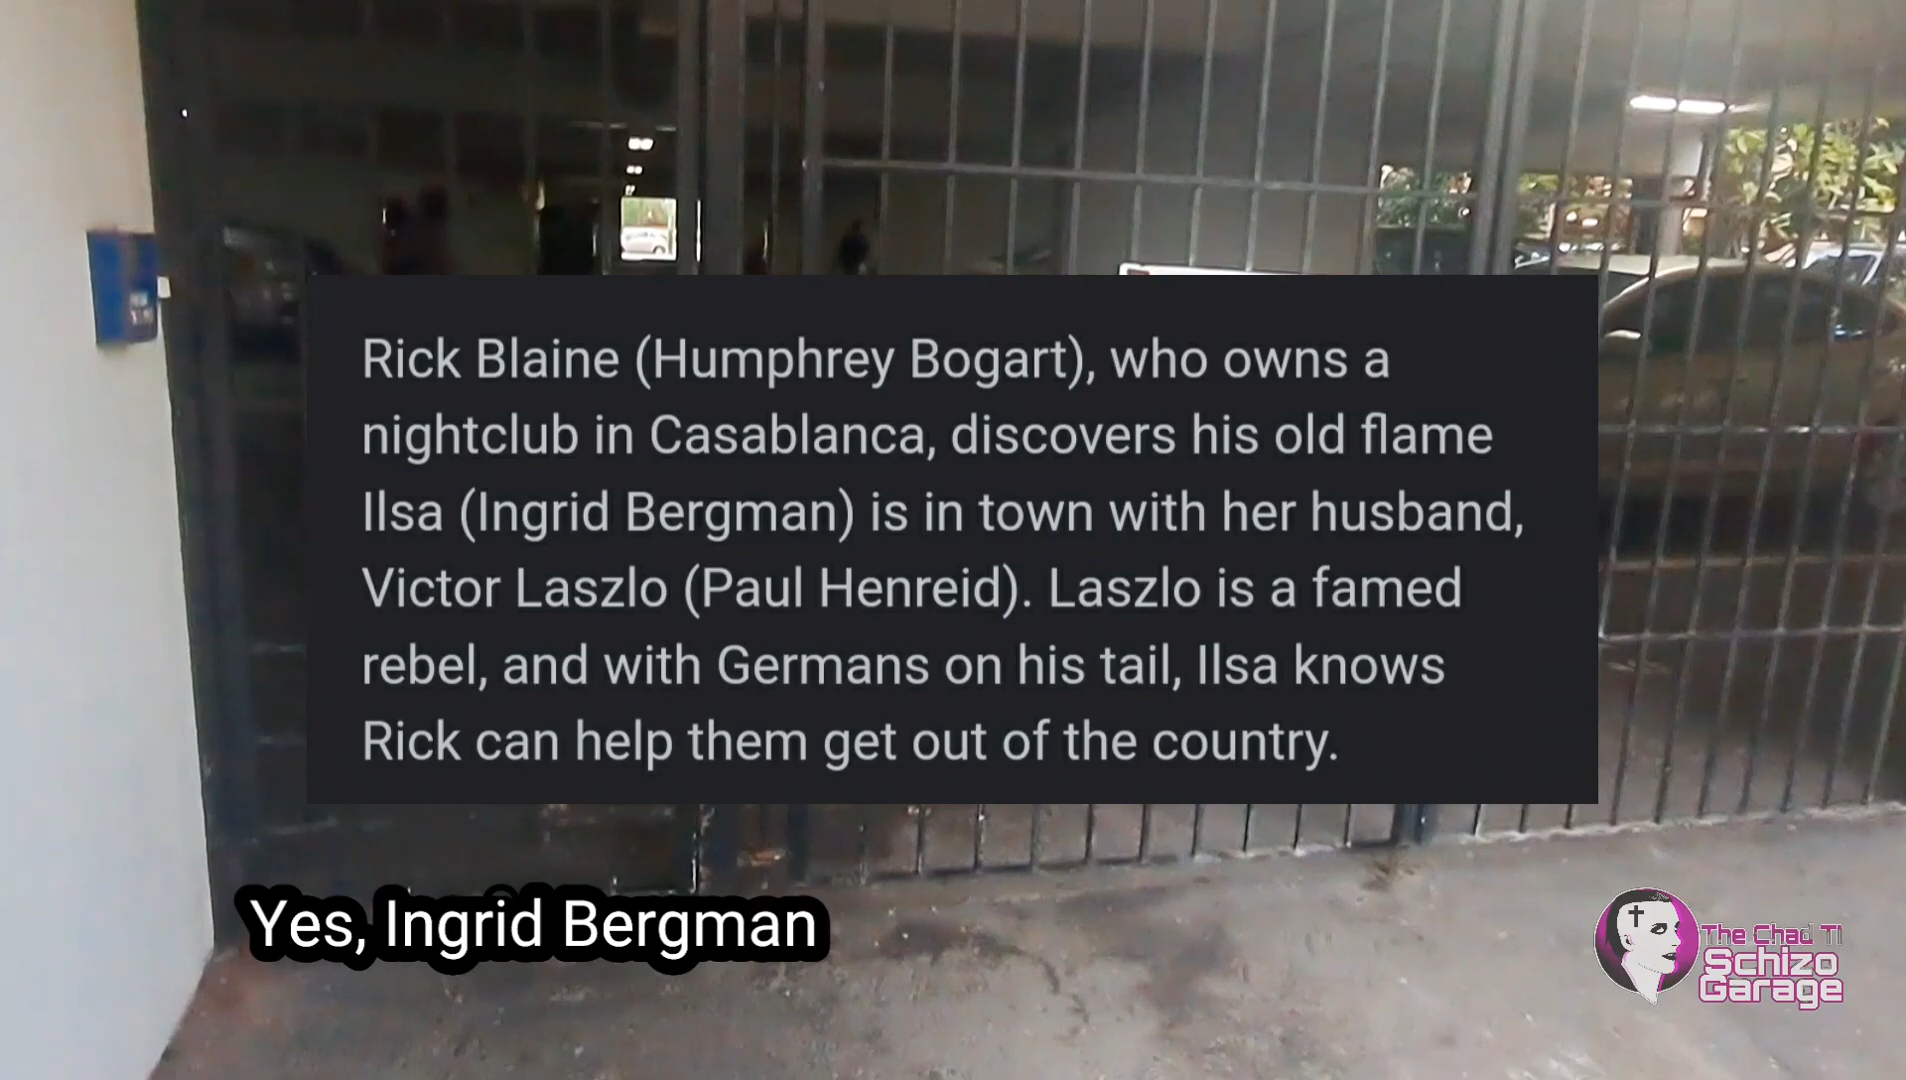 Rick Blaine (Humphrey Bogart), who owns a
nightclub in Casablanca, discovers his old flame
Ilsa (Ingrid Bergman) is in town with her husband,
Victor Laszlo (Paul Henreid). Laszlo is a famed
rebel, and with Germans on his tail, Ilsa knows
Rick can help them get out of the country.
Yes, Ingrid Bergman
The Chad TI
Schizo
Garage